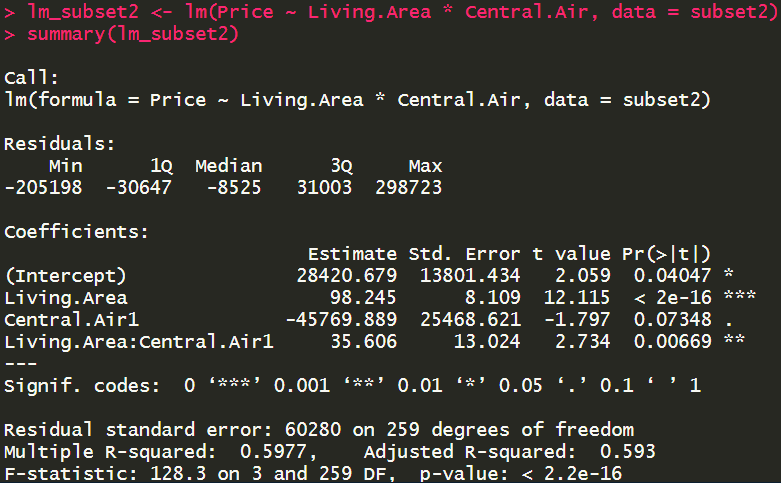 > lm_subset2 <- lm(Price ~ Living.Area * Central.Air, data = subset2)
> summary(lm_subset2)

Call:
lm(formula = Price ~ Living.Area * Central.Air, data = subset2)

Residuals:
    Min      1Q  Median      3Q     Max
-205198  -30647   -8525   31003  298723

Coefficients:
                         Estimate Std. Error t value Pr(>|t|)
(Intercept)             28420.679  13801.434   2.059  0.04047 *
Living.Area                98.245      8.109  12.115  < 2e-16 ***
Central.Air1           -45769.889  25468.621  -1.797  0.07348 .
Living.Area:Central.Air1   35.606     13.024   2.734  0.00669 **
---
Signif. codes:  0 ‘***’ 0.001 ‘**’ 0.01 ‘*’ 0.05 ‘.’ 0.1 ‘ ’ 1

Residual standard error: 60280 on 259 degrees of freedom
Multiple R-squared:  0.5977,    Adjusted R-squared:  0.593
F-statistic: 128.3 on 3 and 259 DF,  p-value: < 2.2e-16